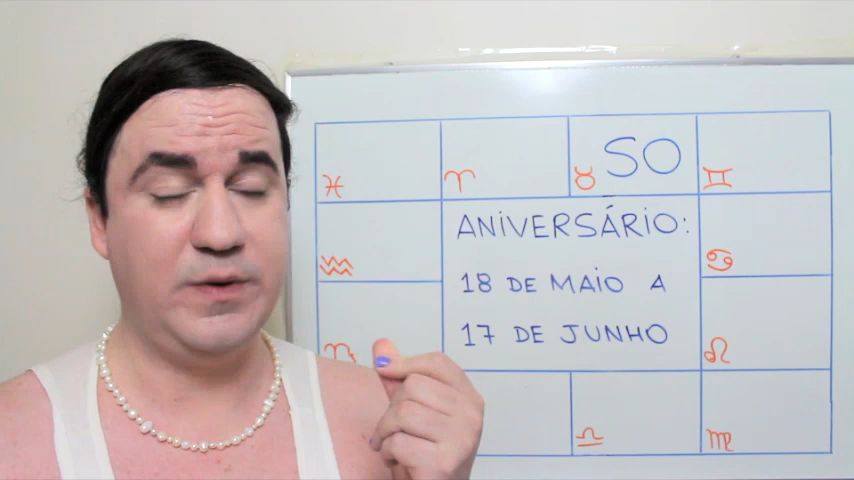 ♓ ♈ ♉ SO ♊
ANIVERSÁRIO:
♒ ♋
18 DE MAIO A
17 DE JUNHO
♑ ♌
♎ ♍